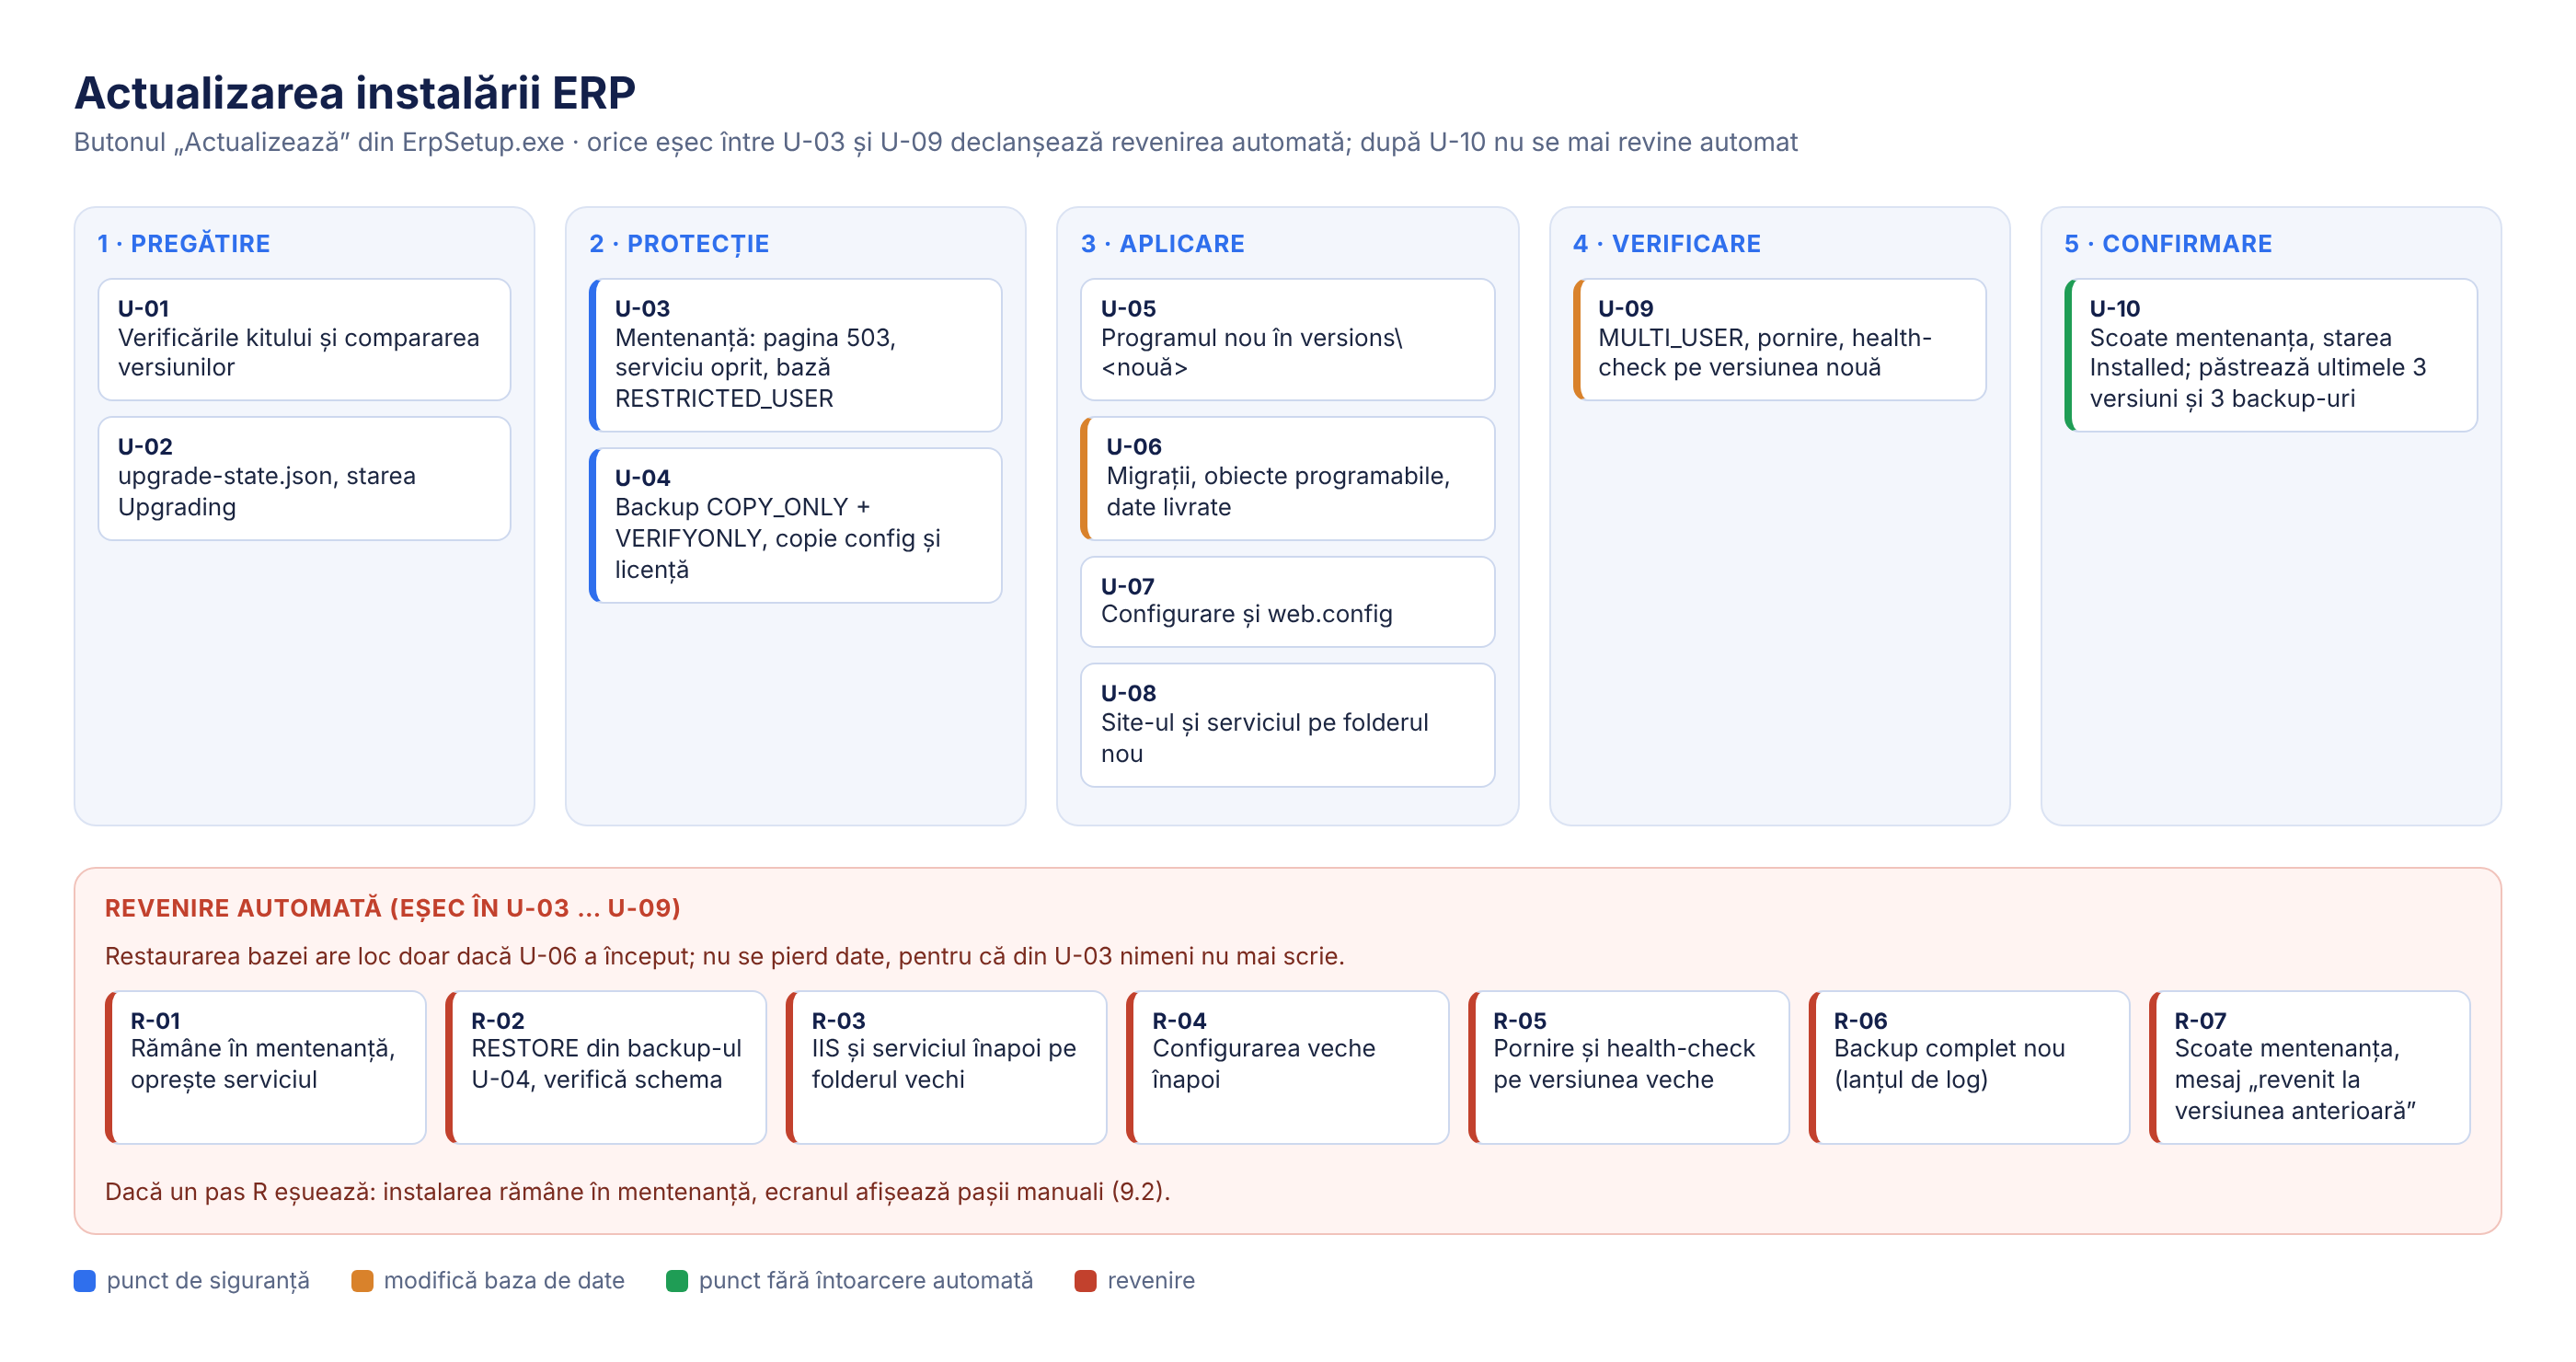 Actualizarea instalării ERP
Butonul „Actualizează” din ErpSetup.exe · orice eșec între U-03 și U-09 declanșează revenirea automată; după U-10 nu se mai revine automat
1 · PREGĂTIRE
U-01
Verificările kitului și compararea
versiunilor
U-02
upgrade-state.json, starea
Upgrading
2 · PROTECȚIE
U-03
Mentenanță: pagina 503,
serviciu oprit, bază
RESTRICTED_USER
U-04
Backup COPY_ONLY +
VERIFYONLY, copie config și
licență
3 · APLICARE
U-05
Programul nou în versions\
<nouă>
U-06
Migrații, obiecte programabile,
date livrate
U-07
Configurare și web.config
U-08
Site-ul și serviciul pe folderul
nou
4 · VERIFICARE
U-09
MULTI_USER, pornire, health-
check pe versiunea nouă
5 · CONFIRMARE
U-10
Scoate mentenanța, starea
Installed; păstrează ultimele 3
versiuni și 3 backup-uri
REVENIRE AUTOMATĂ (EȘEC ÎN U-03 … U-09)
Restaurarea bazei are loc doar dacă U-06 a început; nu se pierd date, pentru că din U-03 nimeni nu mai scrie.
R-01
Rămâne în mentenanță,
oprește serviciul
R-02
RESTORE din backup-ul
U-04, verifică schema
R-03
IIS și serviciul înapoi pe
folderul vechi
R-04
Configurarea veche
înapoi
R-05
Pornire și health-check
pe versiunea veche
R-06
Backup complet nou
(lanțul de log)
R-07
Scoate mentenanța,
mesaj „revenit la
versiunea anterioară”
Dacă un pas R eșuează: instalarea rămâne în mentenanță, ecranul afișează pașii manuali (9.2).
punct de siguranță
modifică baza de date
punct fără întoarcere automată
revenire